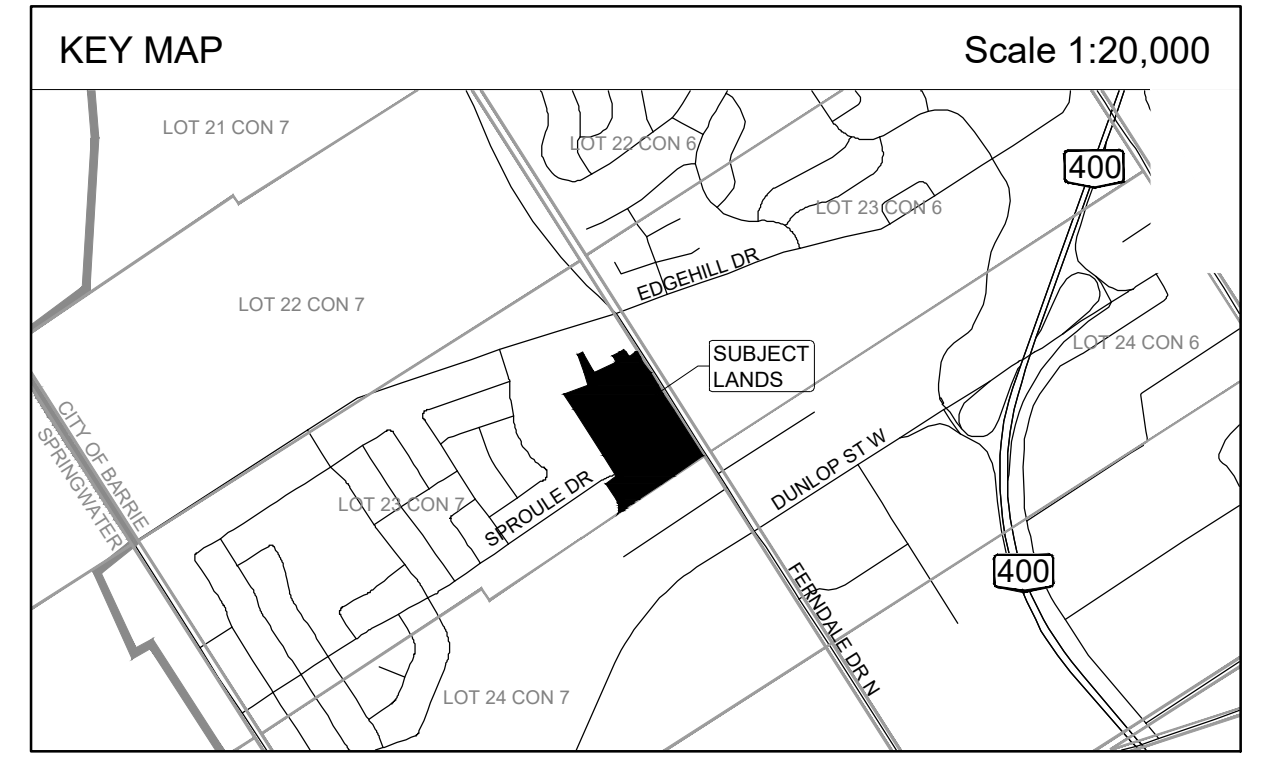 KEY MAP
Scale 1:20,000
LOT 21 CON 7
LOT 22 CON 6
400
LOT 23 CON 6
EDGEHILL DR
LOT 22 CON 7
SUBJECT
LANDS
LOT 24 CON 6
CITY OF BARRIE
SPRINGWATER
DUNLOP ST W
LOT 23 CON 7
SPROULE DR
400
FERNDALE DR N
LOT 24 CON 7